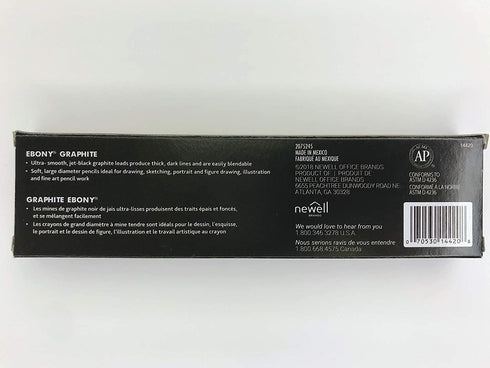 EBONY® GRAPHITE
• Ultra- smooth, jet-black graphite leads produce thick, dark lines and are easily blendable
• Soft, large diameter pencils ideal for drawing, sketching, portrait and figure drawing, illustration
and fine art pencil work
GRAPHITE EBONY®
• Les mines de graphite noir de jais ultra-lisses produisent des traits épais et foncés,
et se mélangent facilement
• Les crayons de grand diamètre à mine tendre sont idéals pour le dessin, l'esquisse,
le portrait et le dessin de figure, l'illustration et le travail artistique au crayon
2075245
MADE IN MEXICO
FABRIQUÉ AU MEXIQUE
©2018 NEWELL OFFICE BRANDS
PRODUCT OF | PRODUIT DE
NEWELL OFFICE BRANDS
6655 PEACHTREE DUNWOODY ROAD NE
ATLANTA, GA 30328
newell
BRANDS
We would love to hear from you
1.800.346.3278 U.S.A.
Nous serions ravis de vous entendre
1.800.668.4575 Canada
14420
AP
CONFORMS TO
ASTM D-4236
CONFORME À LA NORME
ASTM D-4236
0 70530 14420 8